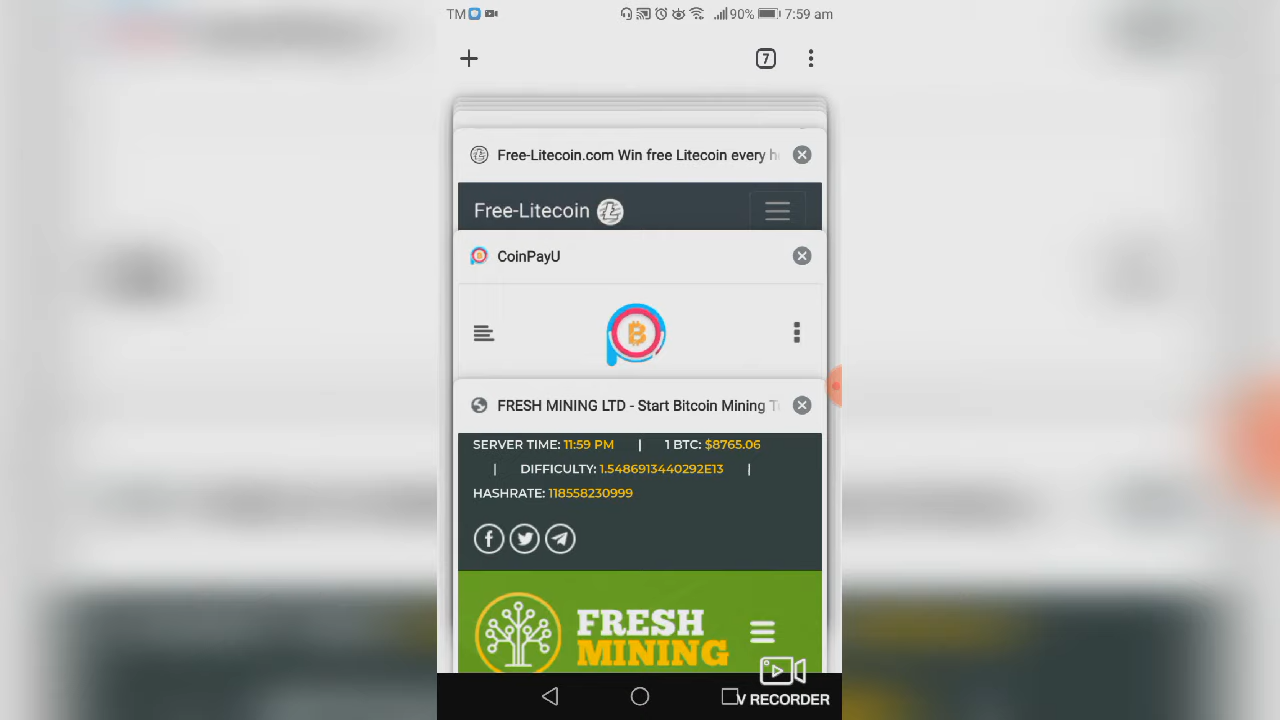 TM 90% 7:59 am
7
Free-Litecoin.com Win free Litecoin every h
Free-Litecoin
CoinPayU
FRESH MINING LTD - Start Bitcoin Mining T
SERVER TIME: 11:59 PM | 1 BTC: $8765.06
| DIFFICULTY: 1.5486913440292E13 |
HASHRATE: 118558230999
FRESH
MINING
V RECORDER